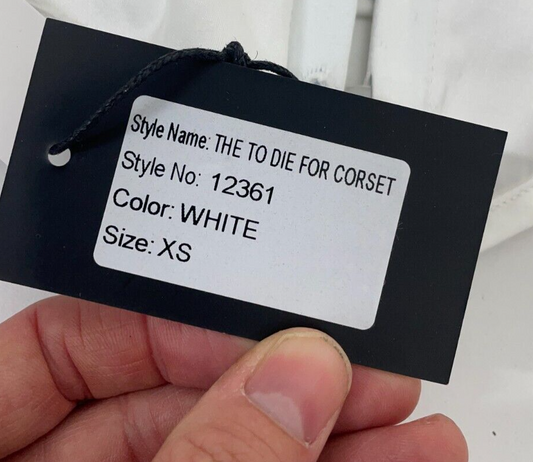 Style Name: THE TO DIE FOR CORSET
Style No: 12361
Color: WHITE
Size: XS